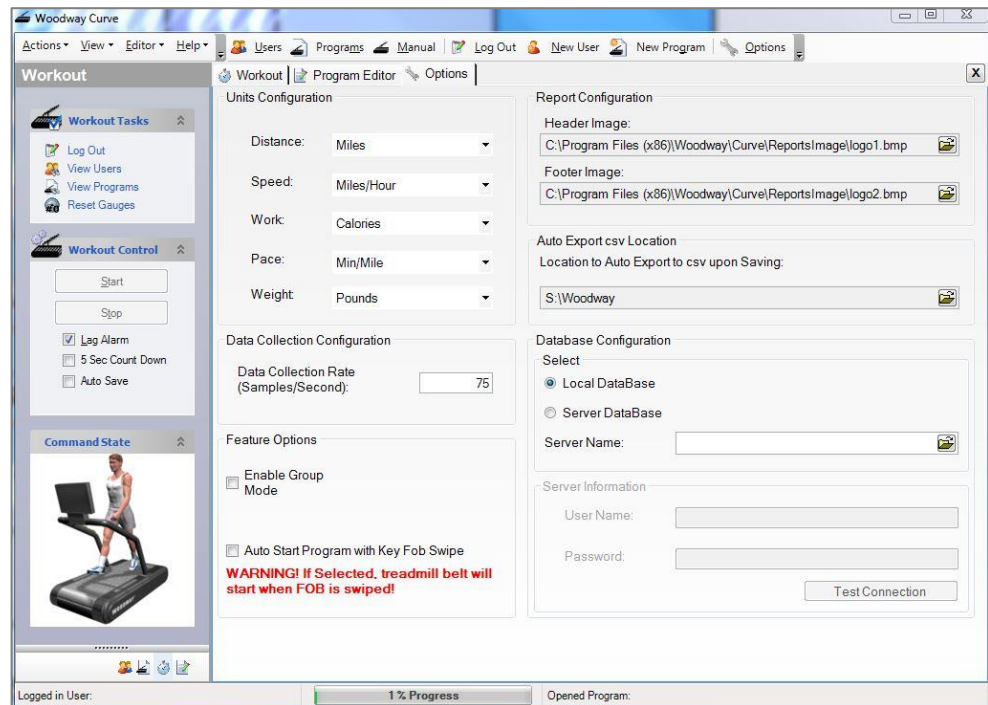 Woodway Curve
Actions View Editor Help Users Programs Manual Log Out New User New Program Options
Workout
Workout Program Editor Options X
Workout Tasks
Log Out
View Users
View Programs
Reset Gauges
Workout Control
Start
Stop
Lag Alarm
5 Sec Count Down
Auto Save
Command State
WOODWAY
Units Configuration
Distance: Miles
Speed: Miles/Hour
Work: Calories
Pace: Min/Mile
Weight: Pounds
Data Collection Configuration
Data Collection Rate
(Samples/Second): 75
Feature Options
Enable Group
Mode
Auto Start Program with Key Fob Swipe
WARNING! If Selected, treadmill belt will
start when FOB is swiped!
Report Configuration
Header Image:
C:\Program Files (x86)\Woodway\Curve\ReportsImage\logo1.bmp
Footer Image:
C:\Program Files (x86)\Woodway\Curve\ReportsImage\logo2.bmp
Auto Export csv Location
Location to Auto Export to csv upon Saving:
S:\Woodway
Database Configuration
Select
Local DataBase
Server DataBase
Server Name:
Server Information
User Name:
Password:
Test Connection
Logged in User: 1 % Progress Opened Program: